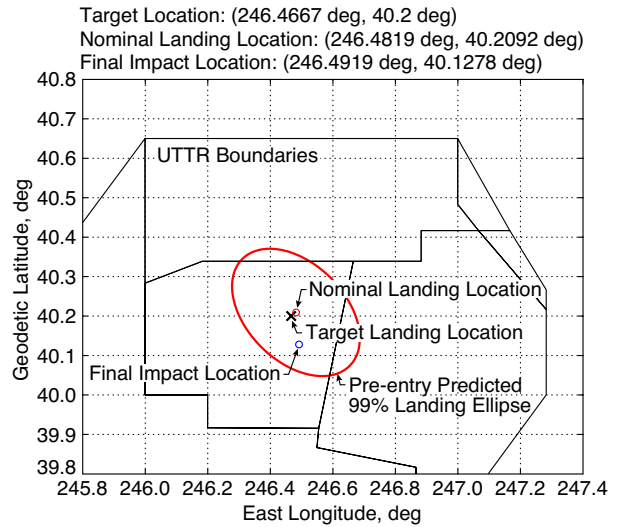 Target Location: (246.4667 deg, 40.2 deg)
Nominal Landing Location: (246.4819 deg, 40.2092 deg)
Final Impact Location: (246.4919 deg, 40.1278 deg)
40.8
40.7
40.6
40.5
40.4
40.3
40.2
40.1
40.0
39.9
39.8
Geodetic Latitude, deg
UTTR Boundaries
Nominal Landing Location
Target Landing Location
Final Impact Location
Pre-entry Predicted
99% Landing Ellipse
245.8 246.0 246.2 246.4 246.6 246.8 247.0 247.2 247.4
East Longitude, deg